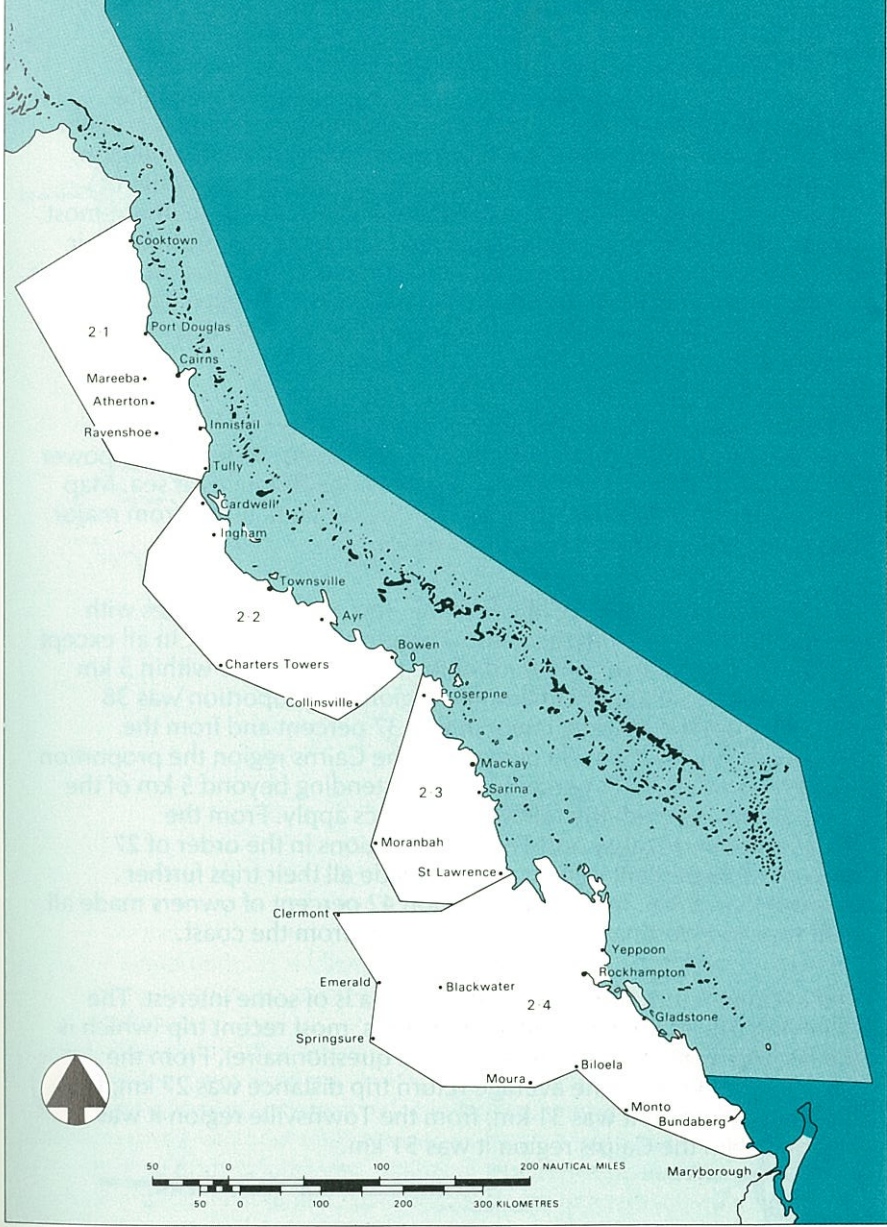 Cooktown
2·1
Port Douglas
Cairns
Mareeba
Atherton
Ravenshoe
Innisfail
Tully
Cardwell
Ingham
Townsville
2·2
Ayr
Charters Towers
Bowen
Collinsville
Proserpine
Mackay
2·3
Sarina
Moranbah
St Lawrence
Clermont
Yeppoon
Rockhampton
Emerald
Blackwater
2·4
Gladstone
Springsure
Biloela
Moura
Monto
Bundaberg
Maryborough
50 0 100 200 NAUTICAL MILES
50 0 100 200 300 KILOMETRES